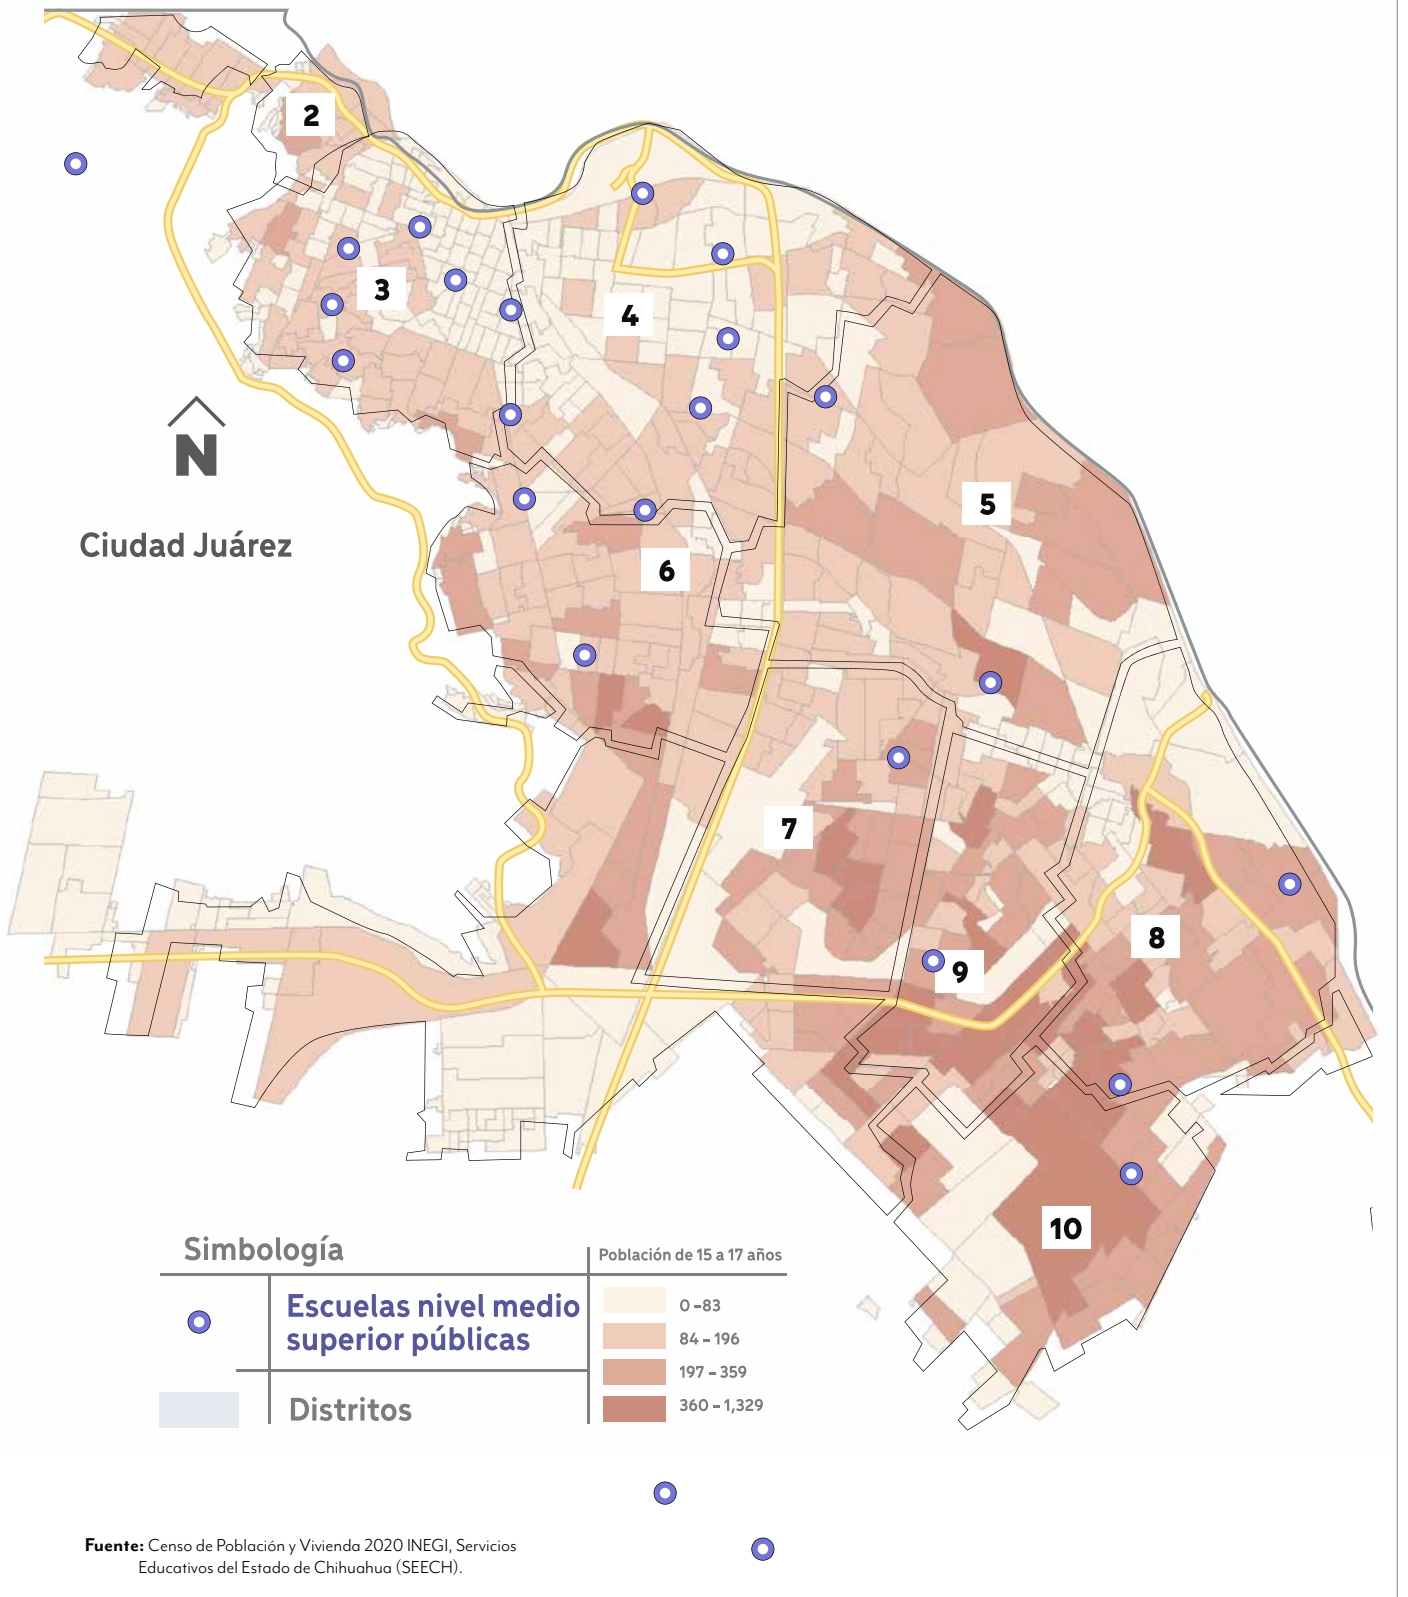 2
3
4
N
5
Ciudad Juárez
6
7
8
9
10
Simbología
Población de 15 a 17 años
Escuelas nivel medio
superior públicas
0 – 83
84 – 196
197 – 359
360 – 1,329
Distritos
Fuente: Censo de Población y Vivienda 2020 INEGI, Servicios
Educativos del Estado de Chihuahua (SEECH).